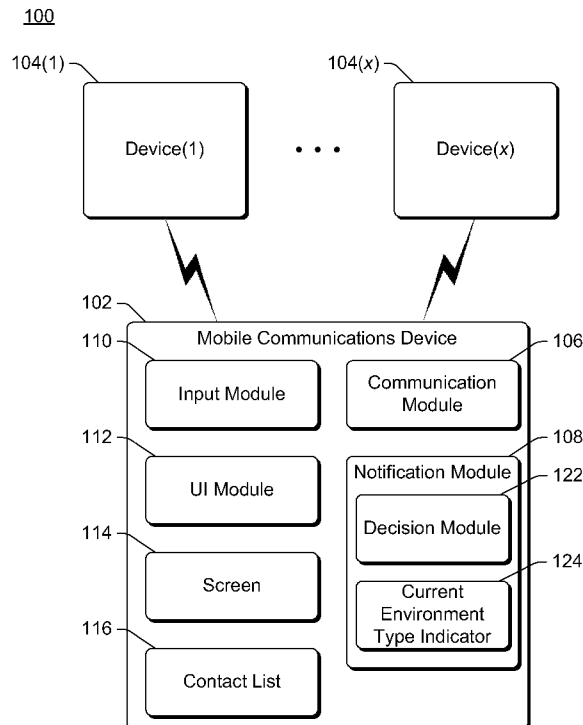 100
104(1)
104(x)
Device(1)
• • •
Device(x)
102
Mobile Communications Device
110
106
Input Module
Communication
Module
112
108
UI Module
Notification Module
122
Decision Module
114
124
Screen
Current
Environment
Type Indicator
116
Contact List